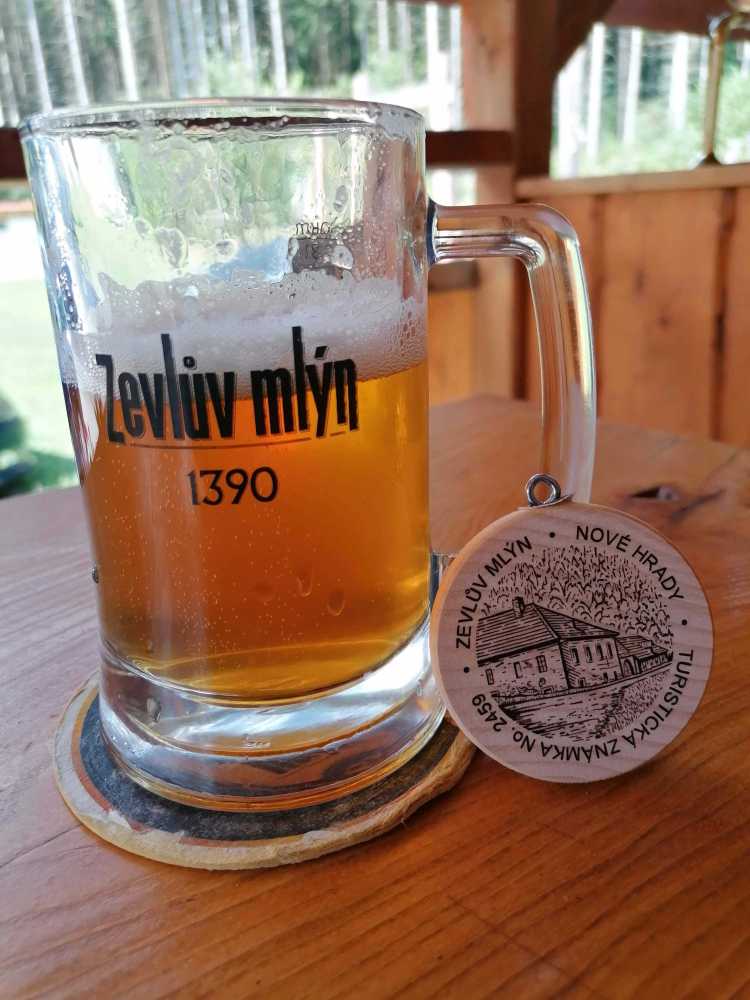 Zevlův mlýn
1390
ZEVLŮV MLÝN • NOVÉ HRADY • TURISTICKÁ ZNÁMKA No. 2459 •